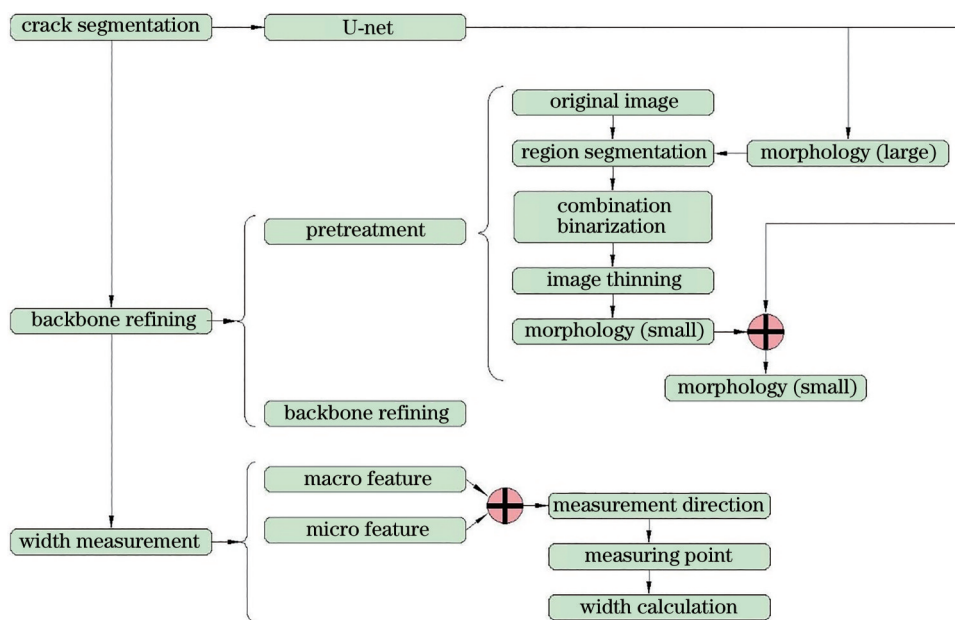 crack segmentation
U-net
original image
region segmentation
morphology (large)
combination
binarization
pretreatment
image thinning
backbone refining
morphology (small)
morphology (small)
backbone refining
macro feature
measurement direction
micro feature
width measurement
measuring point
width calculation